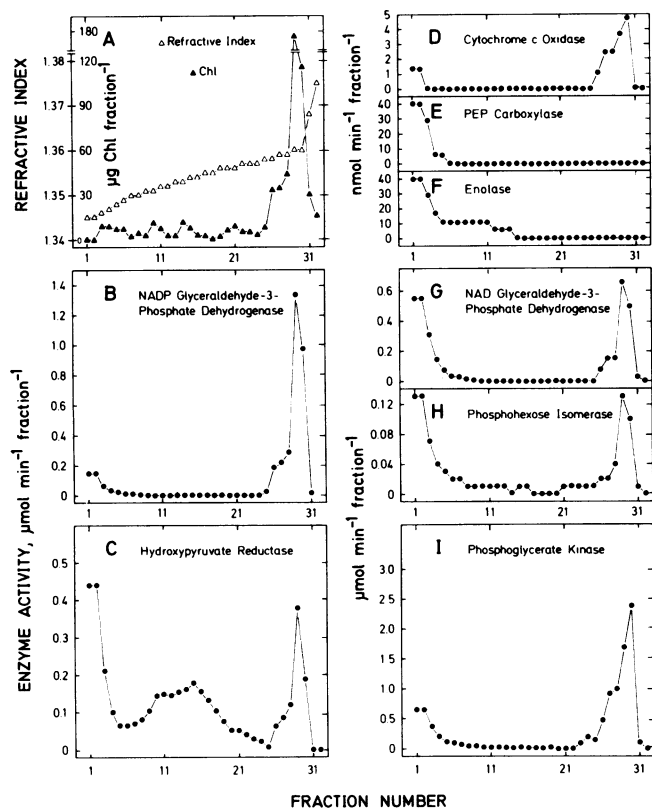 A
△ Refractive Index
▲ Chl
REFRACTIVE INDEX
1.38
1.37
1.36
1.35
1.34
µg Chl fraction⁻¹
180
120
90
60
30
0
1 11 21 31
B
NADP Glyceraldehyde-3-
Phosphate Dehydrogenase
1.4
1.2
1.0
0.8
0.6
0.4
0.2
0
1 11 21 31
C
Hydroxypyruvate Reductase
0.5
0.4
0.3
0.2
0.1
0
1 11 21 31
ENZYME ACTIVITY, µmol min⁻¹ fraction⁻¹
D
Cytochrome c Oxidase
5.0
4.0
3.0
2.0
1.0
0
E
PEP Carboxylase
40
30
20
10
0
F
Enolase
40
30
20
10
0
nmol min⁻¹ fraction⁻¹
1 11 21 31
G
NAD Glyceraldehyde-3-
Phosphate Dehydrogenase
0.6
0.4
0.2
0
H
Phosphohexose Isomerase
0.12
0.08
0.04
0
1 11 21 31
I
Phosphoglycerate Kinase
3.0
2.5
2.0
1.5
1.0
0.5
0
µmol min⁻¹ fraction⁻¹
1 11 21 31
FRACTION NUMBER